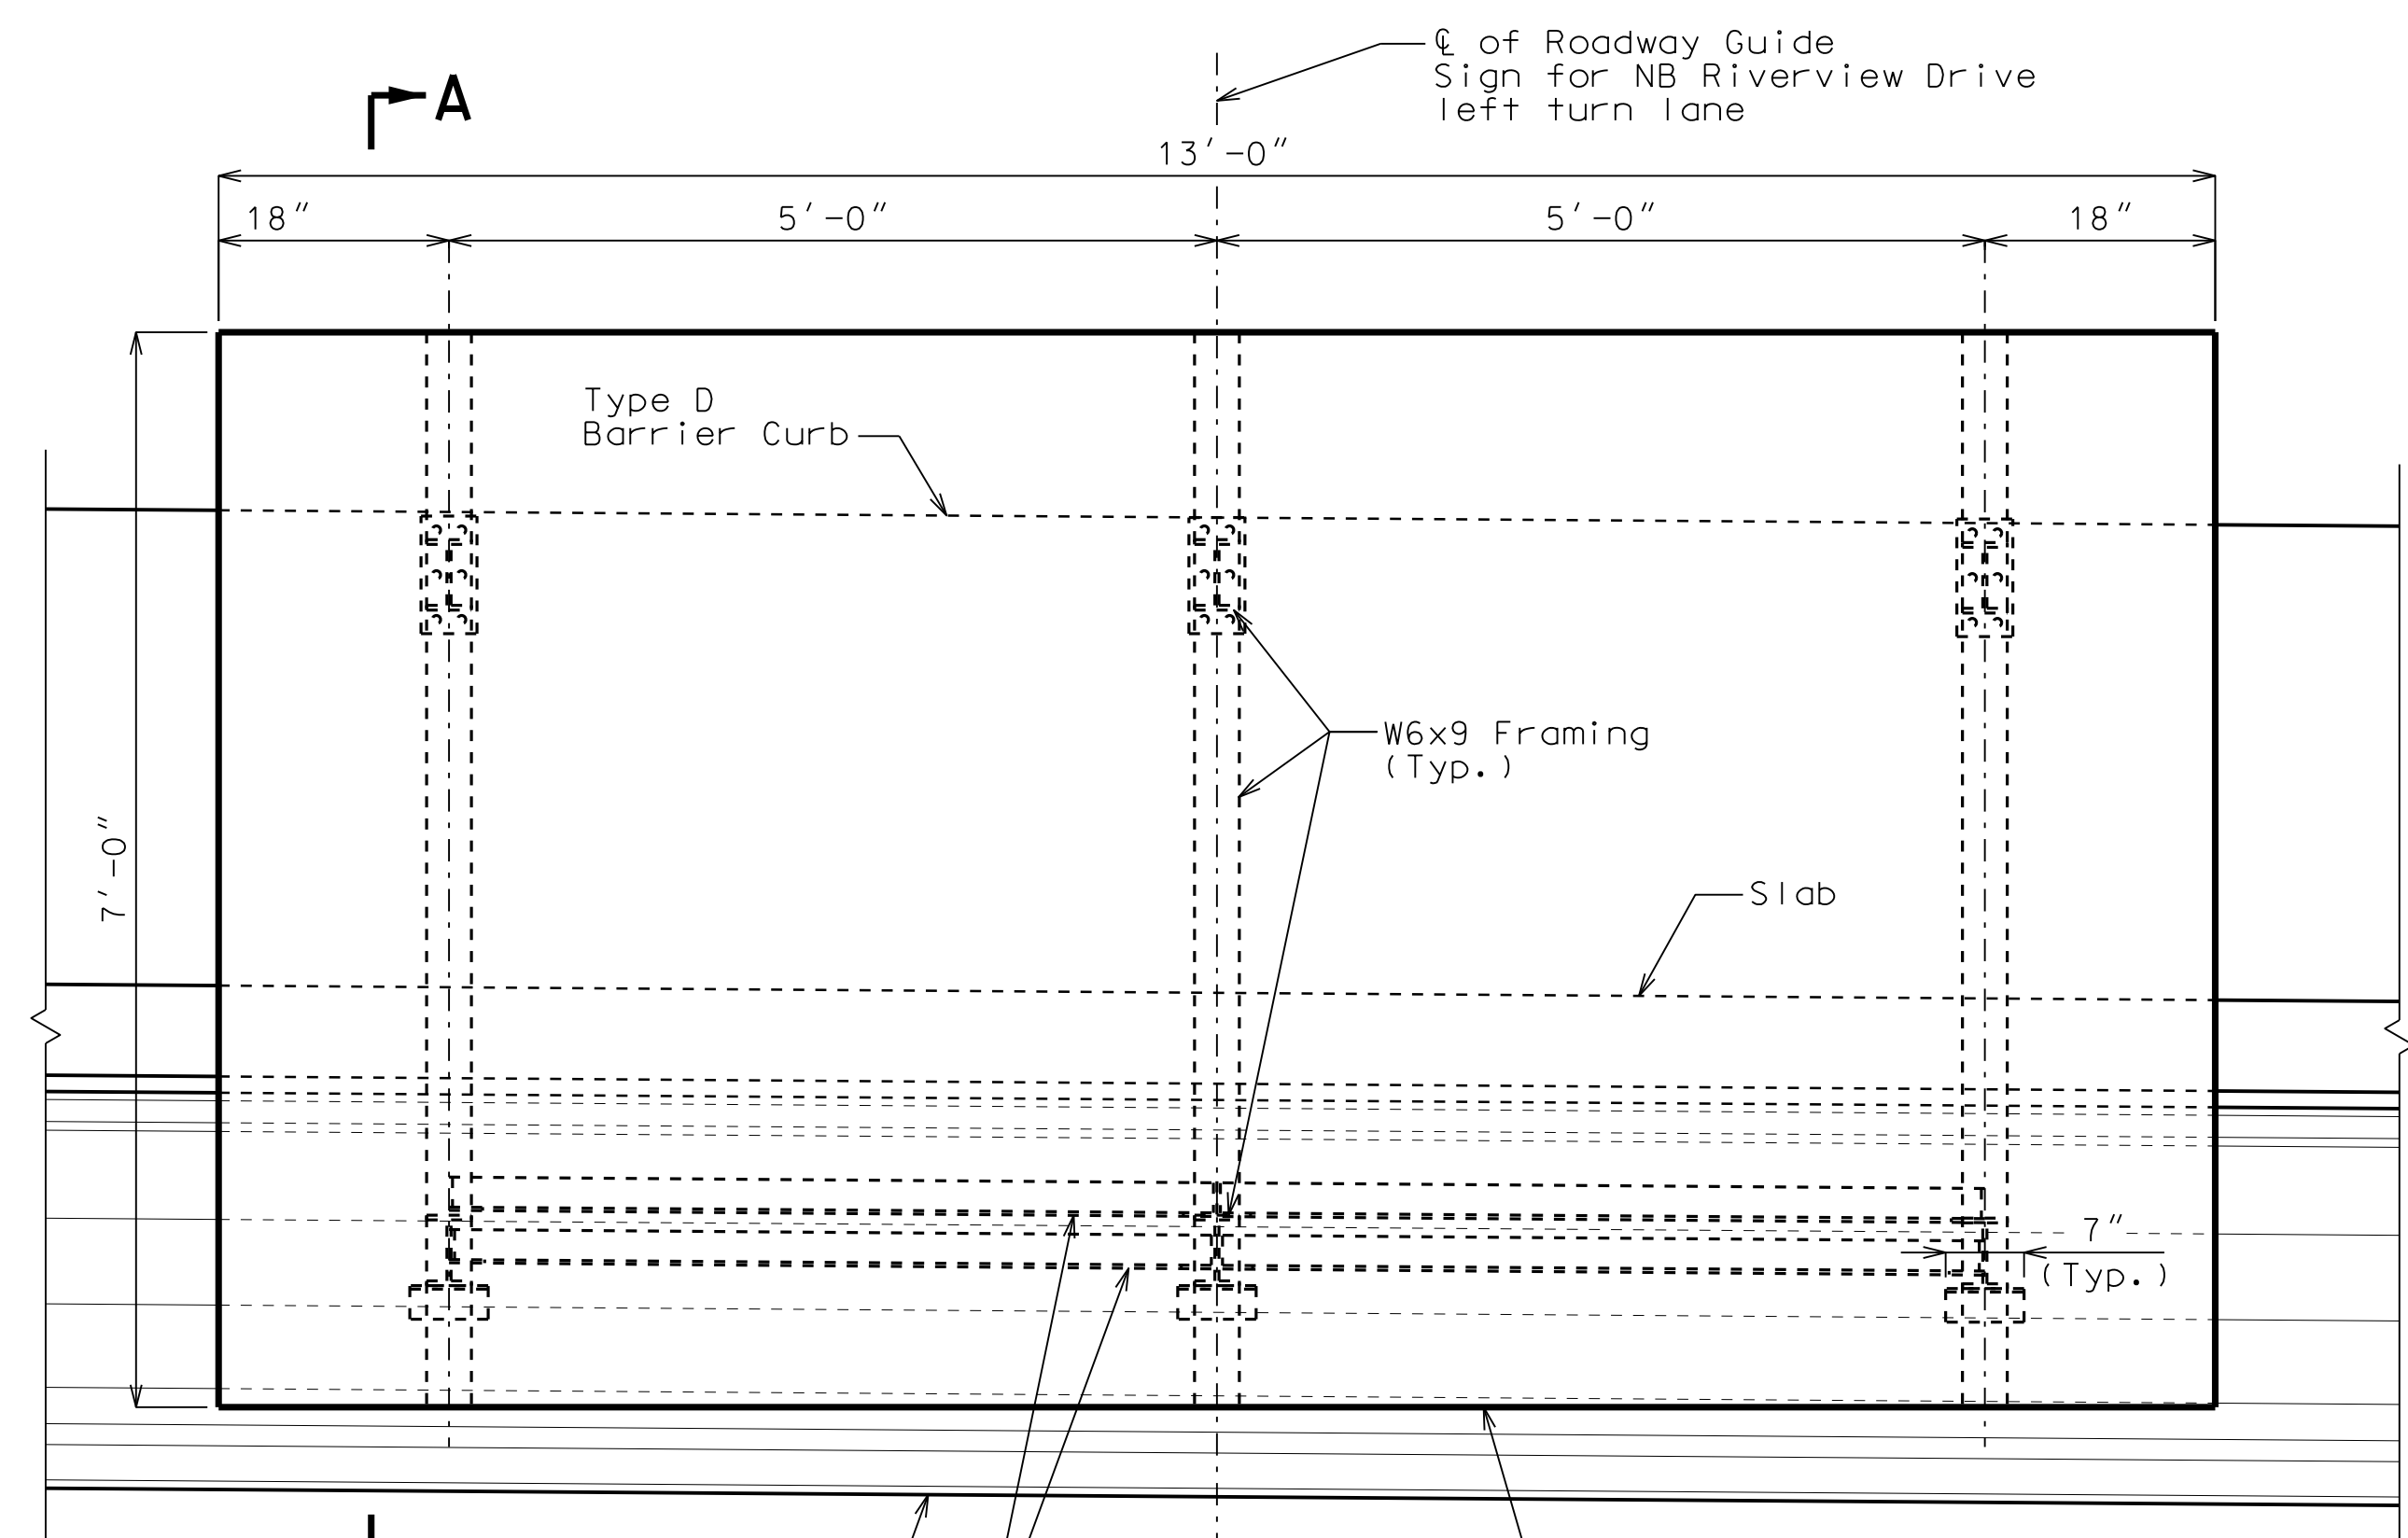 ℄ of Roadway Guide
Sign for NB Riverview Drive
left turn lane
A
13'-0"
18"
5'-0"
5'-0"
18"
Type D
Barrier Curb
W6x9 Framing
(Typ.)
7'-0"
Slab
7"
(Typ.)